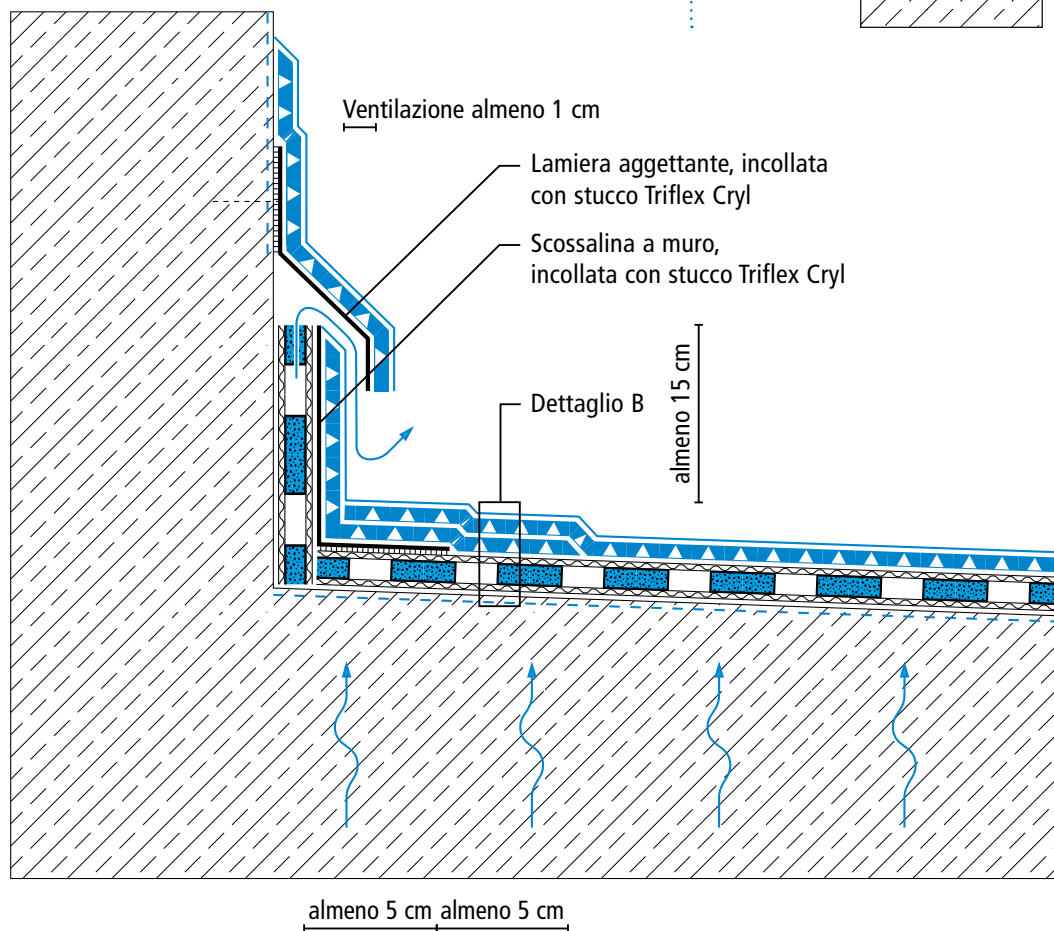 Ventilazione almeno 1 cm
Lamiera aggettante, incollata
con stucco Triflex Cryl
Scossalina a muro,
incollata con stucco Triflex Cryl
almeno 15 cm
Dettaglio B
almeno 5 cm almeno 5 cm